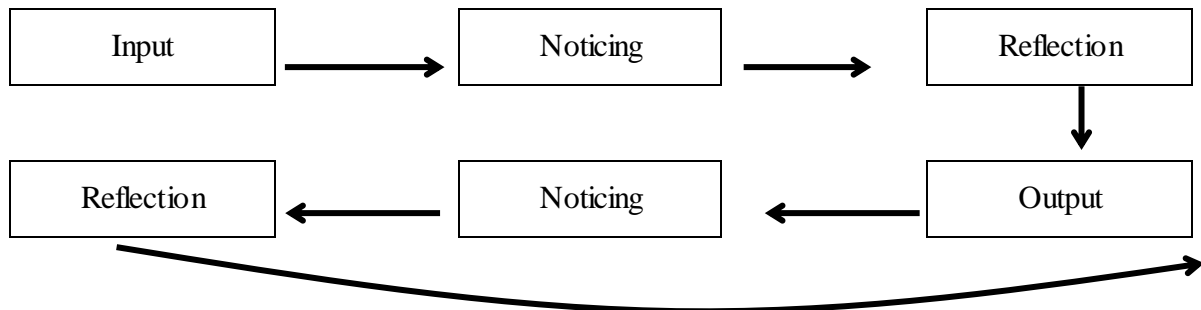 Input
Noticing
Reflection
Reflection
Noticing
Output